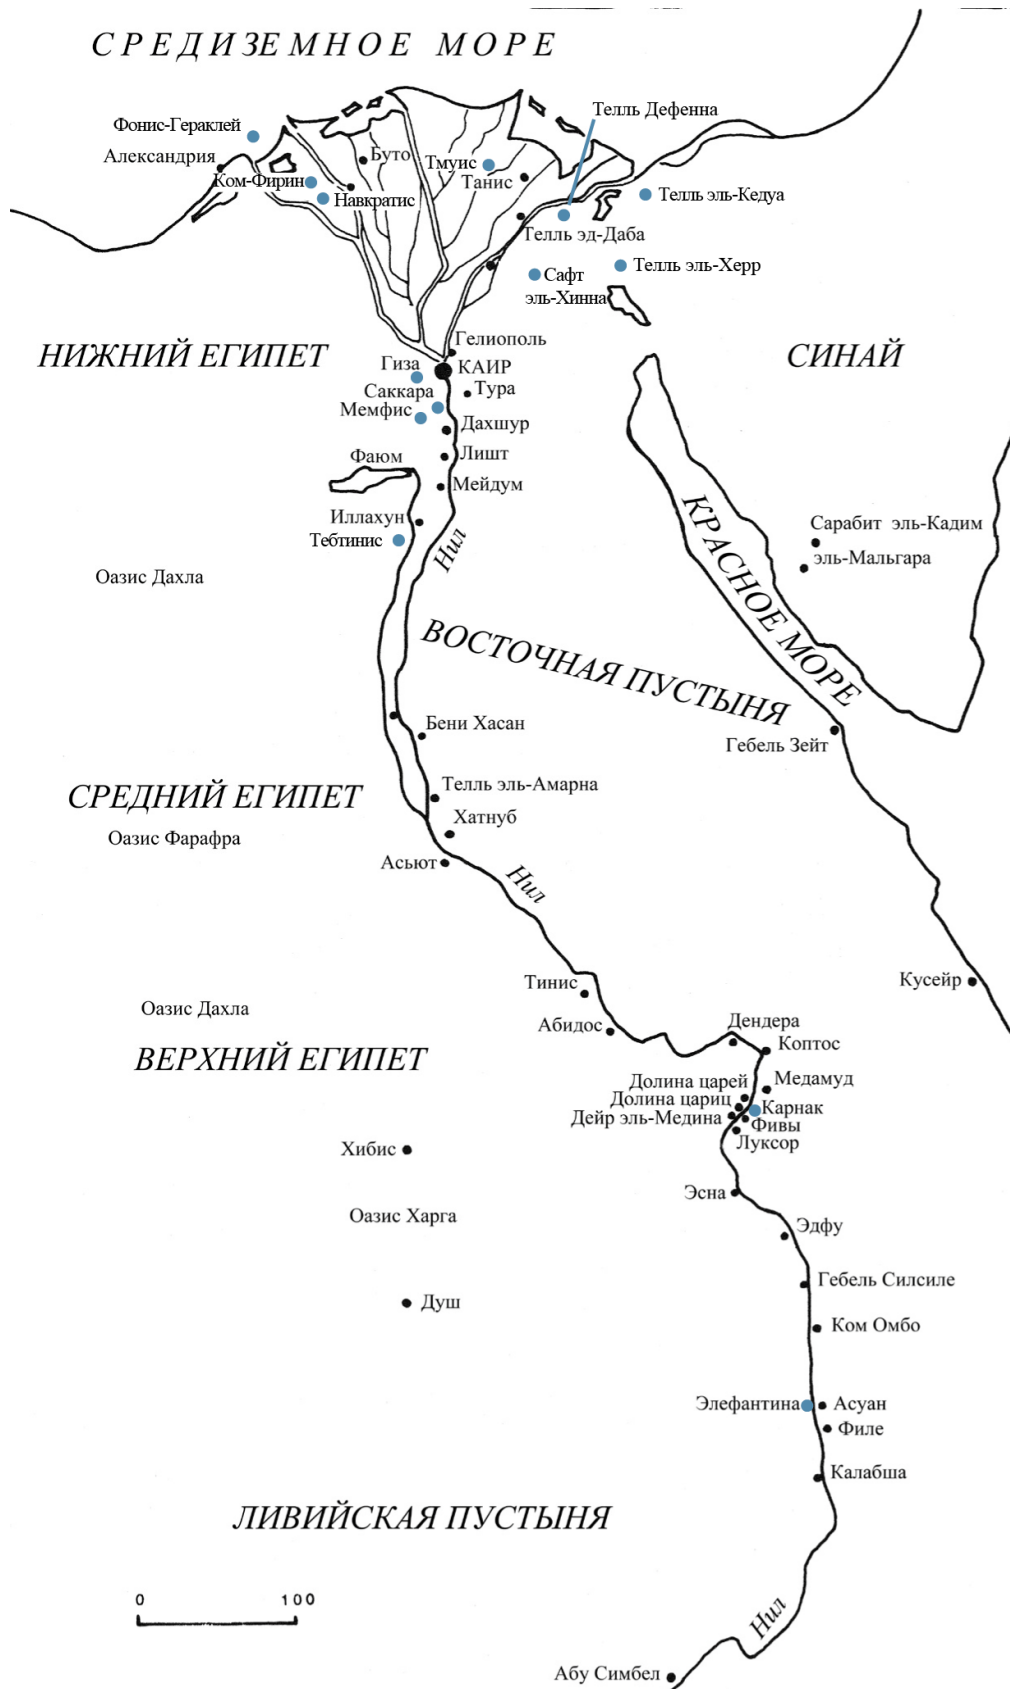 СРЕДИЗЕМНОЕ МОРЕ
Телль Дефенна
Фонис-Гераклей
Александрия
Буто
Тмуис
Танис
Ком-Фирин
Навкратис
Телль эль-Кедуа
Телль эд-Даба
Телль эль-Херр
Сафт
эль-Хинна
Гелиополь
НИЖНИЙ ЕГИПЕТ
СИНАЙ
Гиза
КАИР
Саккара
Тура
Мемфис
Дахшур
Фаюм
Лишт
Мейдум
Иллахун
Тебтинис
Нил
КРАСНОЕ МОРЕ
Сарабит эль-Кадим
эль-Мальгара
Оазис Дахла
ВОСТОЧНАЯ ПУСТЫНЯ
Бени Хасан
Гебель Зейт
Телль эль-Амарна
СРЕДНИЙ ЕГИПЕТ
Хатнуб
Оазис Фарафра
Асьют
Нил
Тинис
Кусейр
Оазис Дахла
Абидос
Дендера
Коптос
ВЕРХНИЙ ЕГИПЕТ
Долина царей
Медамуд
Долина цариц
Карнак
Дейр эль-Медина
Фивы
Луксор
Хибис
Эсна
Оазис Харга
Эдфу
Гебель Силсиле
Душ
Ком Омбо
Элефантина
Асуан
Филе
Калабша
ЛИВИЙСКАЯ ПУСТЫНЯ
0 100
Нил
Абу Симбел